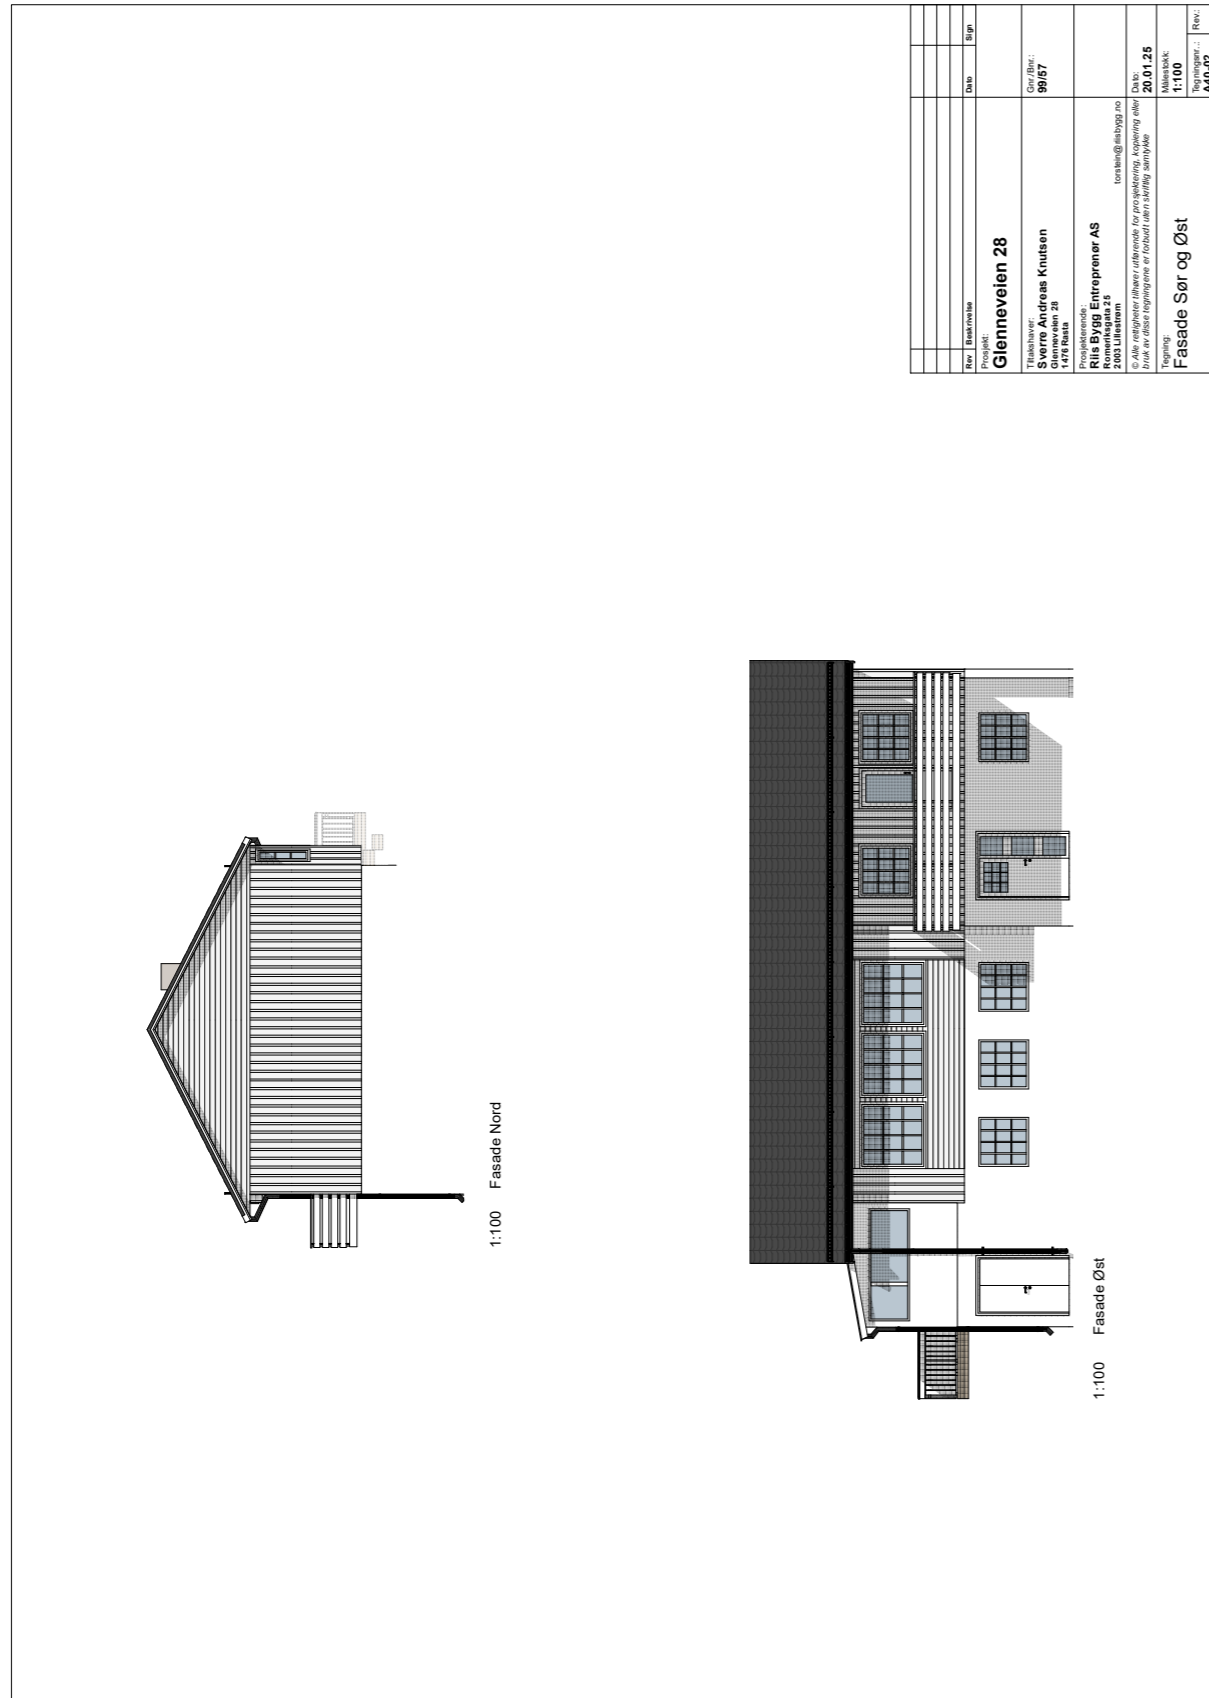 1:100 Fasade Nord
1:100 Fasade Øst
Rev Beskrivelse Dato Sign
Prosjekt:
Glenneveien 28
Tiltakshaver:
Sverre Andreas Knutsen
Glenneveien 28
1476 Rasta
Gnr./Bnr.:
99/57
Prosjekterende:
Riis Bygg Entreprenør AS
Romeriksgata 25
2003 Lillestrøm
torstein@riisbygg.no
© Alle rettigheter tilhører utførende for prosjektering, kopiering eller
bruk av disse tegningene er forbudt uten skriftlig samtykke
Dato:
20.01.25
Tegning:
Fasade Sør og Øst
Målestokk:
1:100
Tegningsnr.:
A40-02
Rev.: